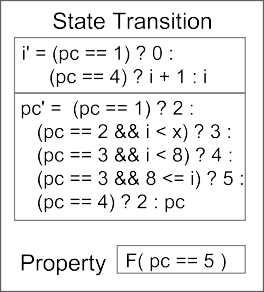 State Transition
i' = (pc == 1) ? 0 :
(pc == 4) ? i + 1 : i
pc' = (pc == 1) ? 2 :
(pc == 2 && i < x) ? 3 :
(pc == 3 && i < 8) ? 4 :
(pc == 3 && 8 <= i) ? 5 :
(pc == 4) ? 2 : pc
Property F( pc == 5 )